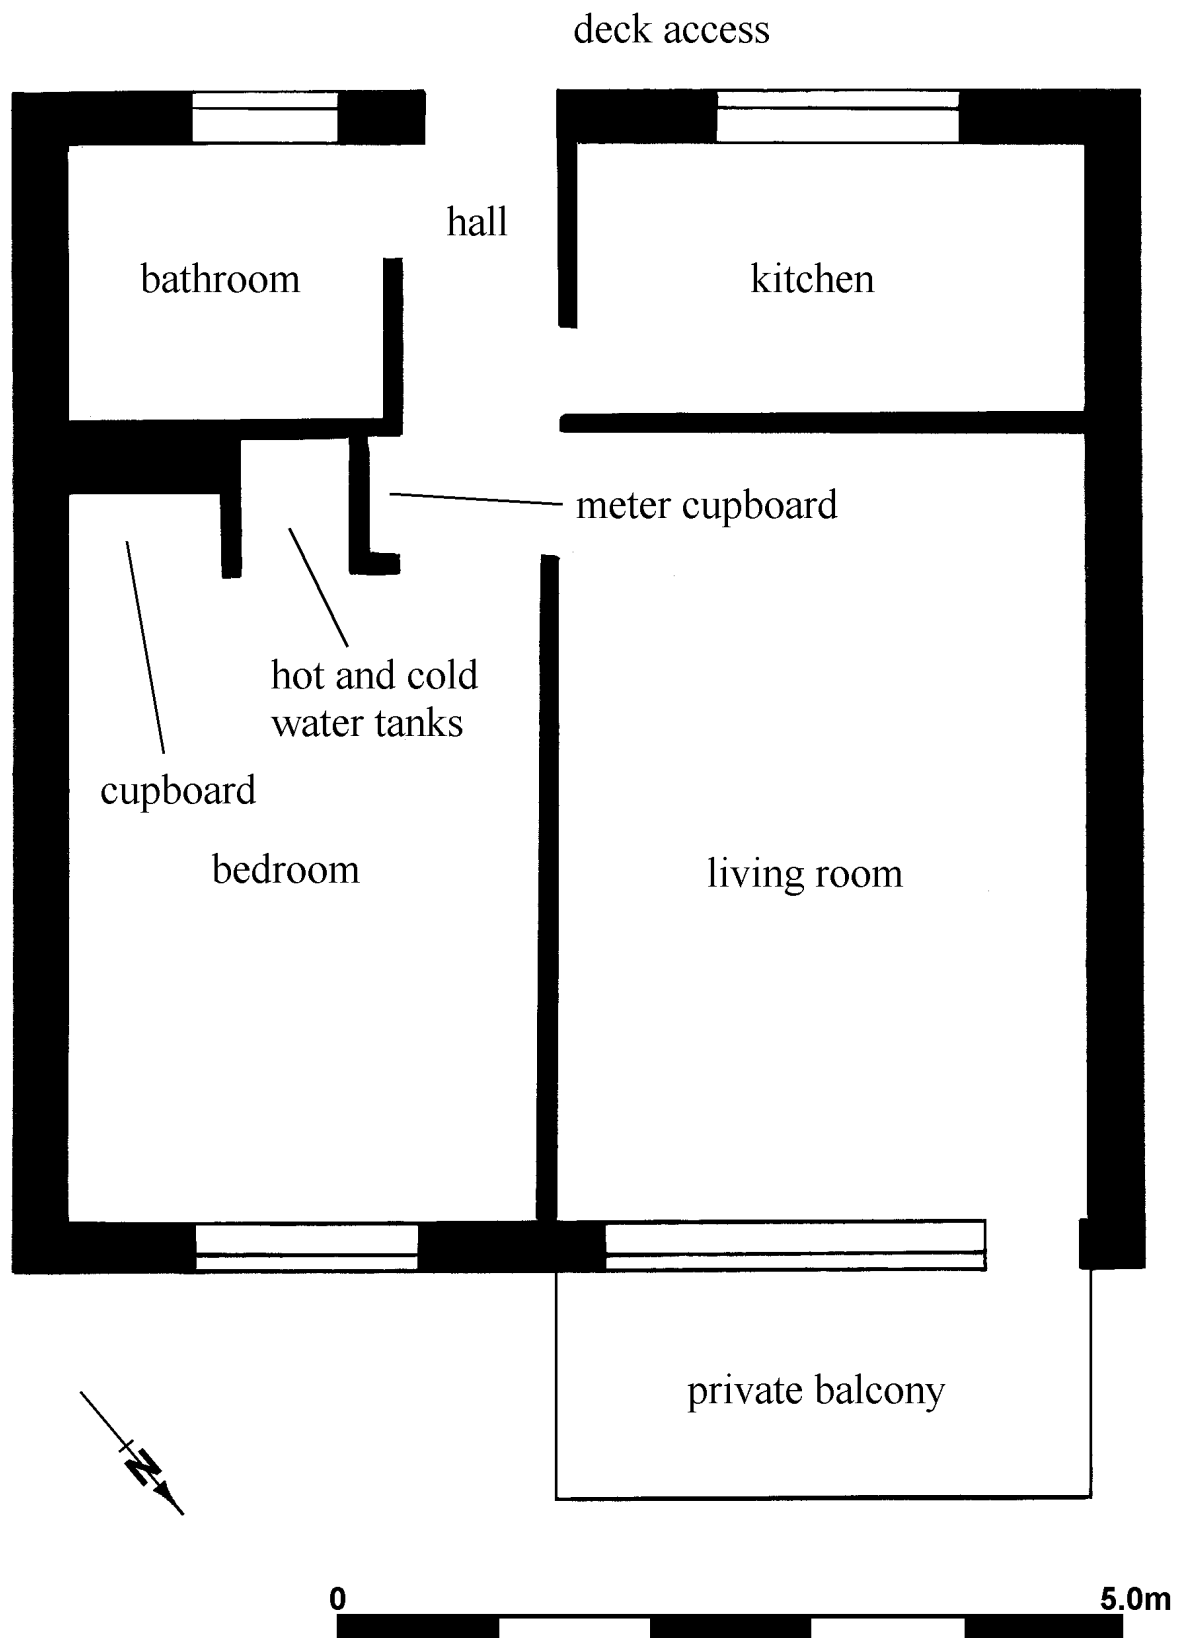 deck access
hall
bathroom
kitchen
meter cupboard
hot and cold
water tanks
cupboard
bedroom
living room
private balcony
N
0
5.0m